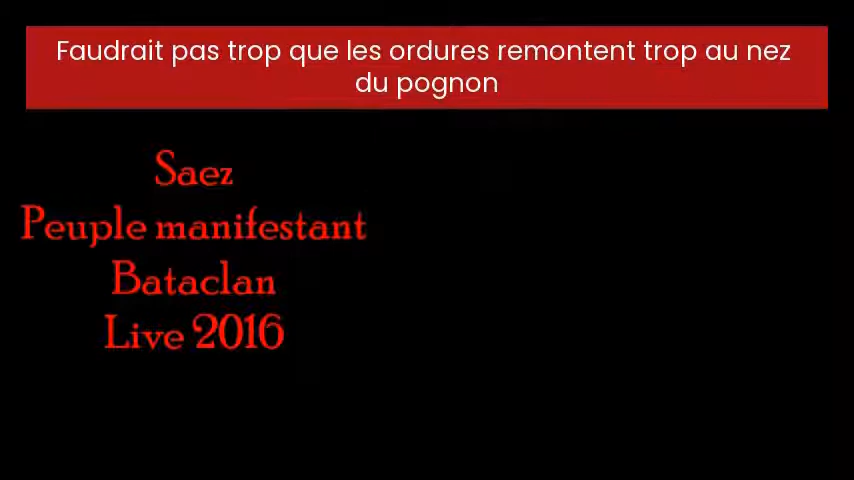 Faudrait pas trop que les ordures remontent trop au nez
du pognon
Saez
Peuple manifestant
Bataclan
Live 2016